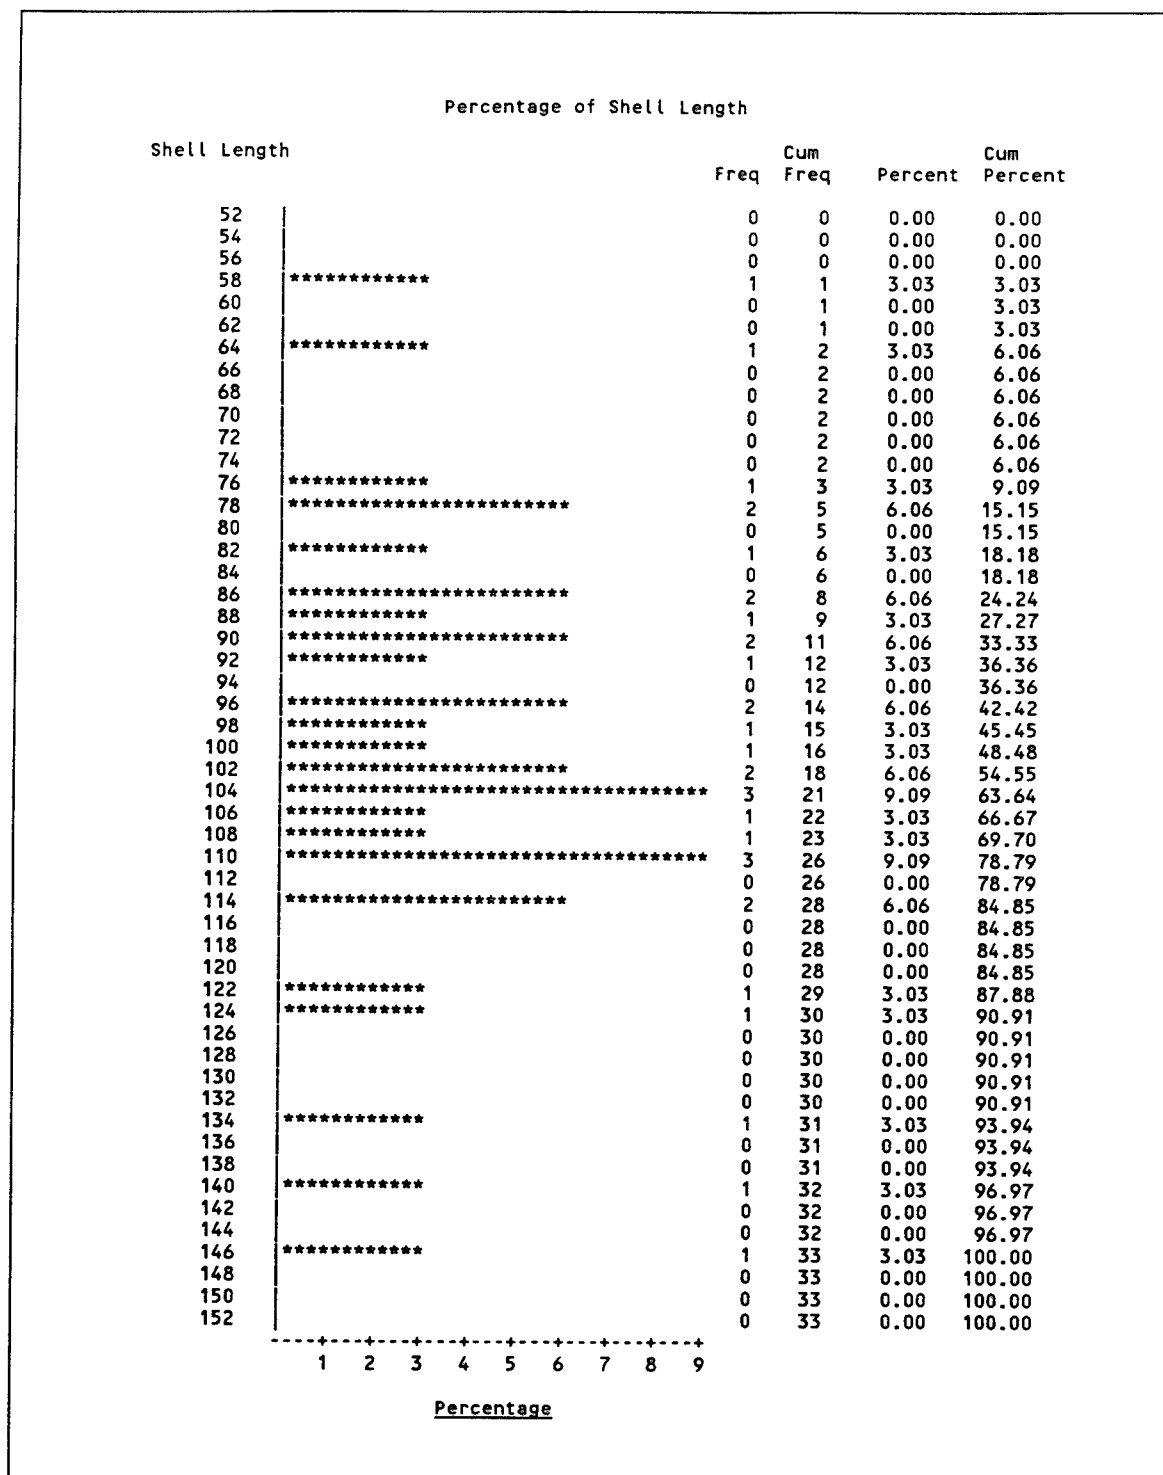 Percentage of Shell Length
Shell Length Cum Cum
Freq Freq Percent Percent
52 | 0 0 0.00 0.00
54 | 0 0 0.00 0.00
56 | 0 0 0.00 0.00
58 |************ 1 1 3.03 3.03
60 | 0 1 0.00 3.03
62 | 0 1 0.00 3.03
64 |************ 1 2 3.03 6.06
66 | 0 2 0.00 6.06
68 | 0 2 0.00 6.06
70 | 0 2 0.00 6.06
72 | 0 2 0.00 6.06
74 | 0 2 0.00 6.06
76 |************ 1 3 3.03 9.09
78 |************************ 2 5 6.06 15.15
80 | 0 5 0.00 15.15
82 |************ 1 6 3.03 18.18
84 | 0 6 0.00 18.18
86 |************************ 2 8 6.06 24.24
88 |************ 1 9 3.03 27.27
90 |************************ 2 11 6.06 33.33
92 |************ 1 12 3.03 36.36
94 | 0 12 0.00 36.36
96 |************************ 2 14 6.06 42.42
98 |************ 1 15 3.03 45.45
100 |************ 1 16 3.03 48.48
102 |************************ 2 18 6.06 54.55
104 |************************************ 3 21 9.09 63.64
106 |************ 1 22 3.03 66.67
108 |************ 1 23 3.03 69.70
110 |************************************ 3 26 9.09 78.79
112 | 0 26 0.00 78.79
114 |************************ 2 28 6.06 84.85
116 | 0 28 0.00 84.85
118 | 0 28 0.00 84.85
120 | 0 28 0.00 84.85
122 |************ 1 29 3.03 87.88
124 |************ 1 30 3.03 90.91
126 | 0 30 0.00 90.91
128 | 0 30 0.00 90.91
130 | 0 30 0.00 90.91
132 | 0 30 0.00 90.91
134 |************ 1 31 3.03 93.94
136 | 0 31 0.00 93.94
138 | 0 31 0.00 93.94
140 |************ 1 32 3.03 96.97
142 | 0 32 0.00 96.97
144 | 0 32 0.00 96.97
146 |************ 1 33 3.03 100.00
148 | 0 33 0.00 100.00
150 | 0 33 0.00 100.00
152 | 0 33 0.00 100.00
----+---+---+---+---+---+---+---+---+
1 2 3 4 5 6 7 8 9
Percentage